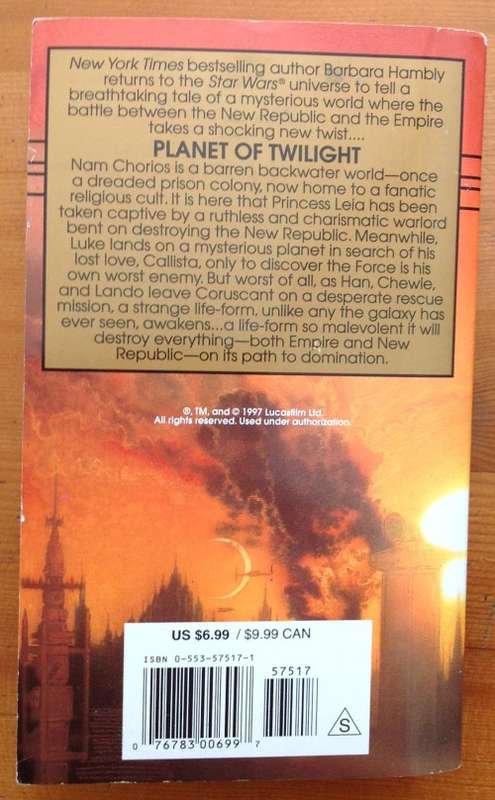 New York Times bestselling author Barbara Hambly
returns to the Star Wars® universe to tell a
breathtaking tale of a mysterious world where the
battle between the New Republic and the Empire
takes a shocking new twist....
PLANET OF TWILIGHT
Nam Chorios is a barren backwater world—once
a dreaded prison colony, now home to a fanatic
religious cult. It is here that Princess Leia has been
taken captive by a ruthless and charismatic warlord
bent on destroying the New Republic. Meanwhile,
Luke lands on a mysterious planet in search of his
lost love, Callista, only to discover the Force is his
own worst enemy. But worst of all, as Han, Chewie,
and Lando leave Coruscant on a desperate rescue
mission, a strange life-form, unlike any the galaxy has
ever seen, awakens...a life-form so malevolent it will
destroy everything—both Empire and New
Republic—on its path to domination.
®, TM, and © 1997 Lucasfilm Ltd.
All rights reserved. Used under authorization.
US $6.99 / $9.99 CAN
ISBN 0-553-57517-1
57517
0 76783 00699 7
S